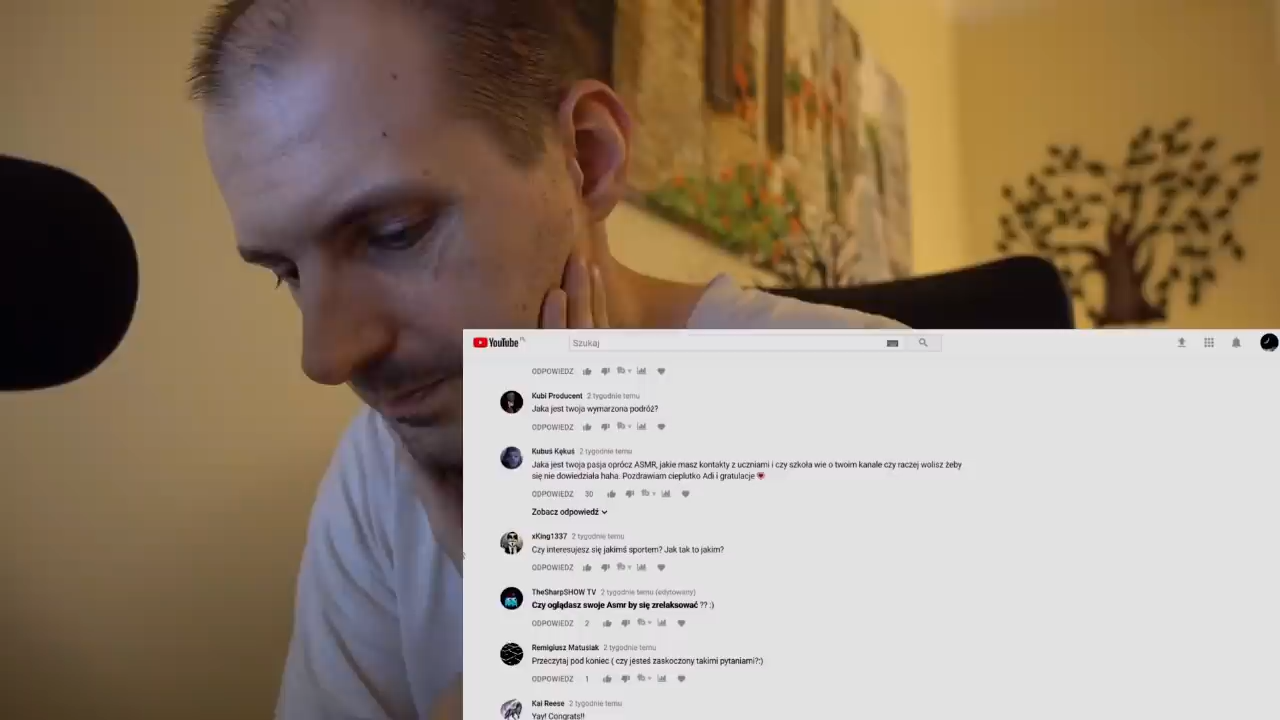 YouTube PL
Szukaj
ODPOWIEDZ
Kubi Producent 2 tygodnie temu
Jaka jest twoja wymarzona podróż?
ODPOWIEDZ
Kubuś Kękuś 2 tygodnie temu
Jaka jest twoja pasja oprócz ASMR, jakie masz kontakty z uczniami i czy szkoła wie o twoim kanale czy raczej wolisz żeby
się nie dowiedziała haha. Pozdrawiam cieplutko Adi i gratulacje 💗
ODPOWIEDZ 30
Zobacz odpowiedź
xKing1337 2 tygodnie temu
Czy interesujesz się jakimś sportem? Jak tak to jakim?
ODPOWIEDZ
TheSharpSHOW TV 2 tygodnie temu (edytowany)
Czy oglądasz swoje Asmr by się zrelaksować ?? :)
ODPOWIEDZ 2
Remigiusz Matusiak 2 tygodnie temu
Przeczytaj pod koniec ( czy jesteś zaskoczony takimi pytaniami?:)
ODPOWIEDZ 1
Kai Reese 2 tygodnie temu
Yay! Congrats!!